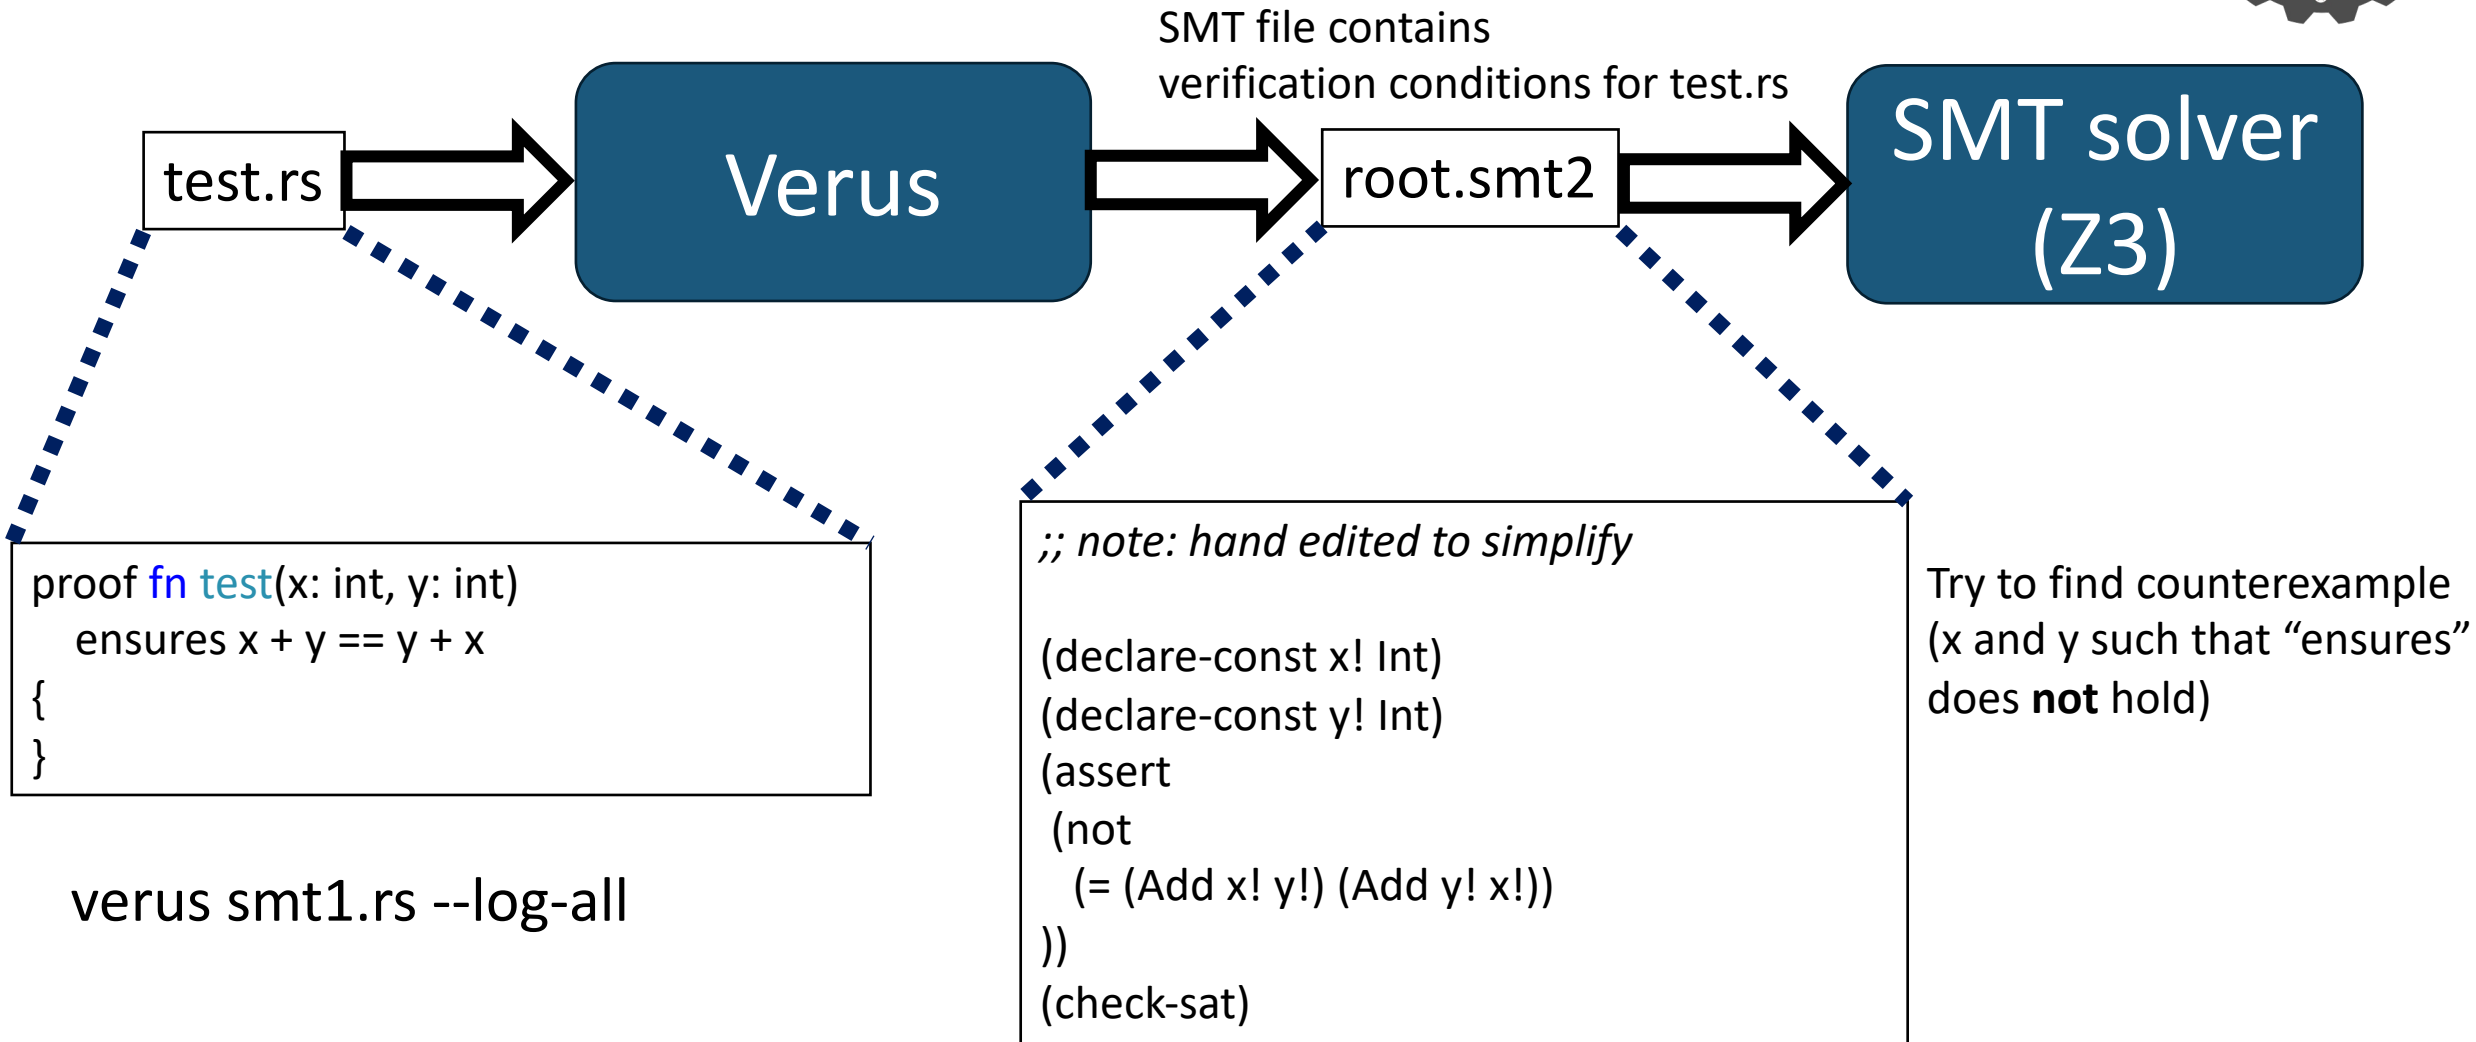 SMT file contains
verification conditions for test.rs
test.rs
Verus
root.smt2
SMT solver
(Z3)
proof fn test(x: int, y: int)
ensures x + y == y + x
{
}
verus smt1.rs --log-all
;; note: hand edited to simplify
(declare-const x! Int)
(declare-const y! Int)
(assert
(not
(= (Add x! y!) (Add y! x!))
))
(check-sat)
Try to find counterexample
(x and y such that “ensures”
does not hold)